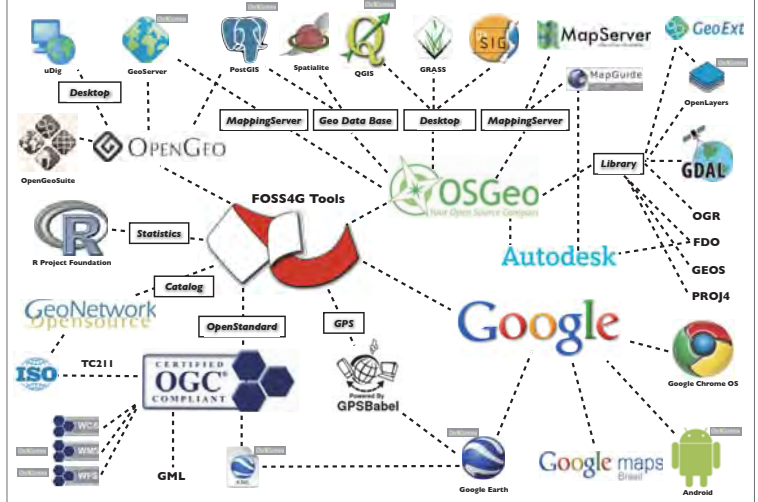 uDig
GeoServer
PostGIS
Spatialite
QGIS
GRASS
SIG
MapServer
GeoExt
MapGuide
OpenLayers
Desktop
MappingServer
Geo Data Base
Desktop
MappingServer
OPENGEO
OpenGeoSuite
Library
GDAL
OSGeo
Your Open Source Compass
FOSS4G Tools
OGR
FDO
GEOS
PROJ4
R
R Project Foundation
Statistics
Autodesk
Catalog
GeoNetwork
Opensource
OpenStandard
GPS
Google
ISO
TC211
CERTIFIED
OGC®
COMPLIANT
Powered By
GPSBabel
Google Chrome OS
WCS
WMS
WFS
GML
KML
Google Earth
Google maps
Brasil
Android